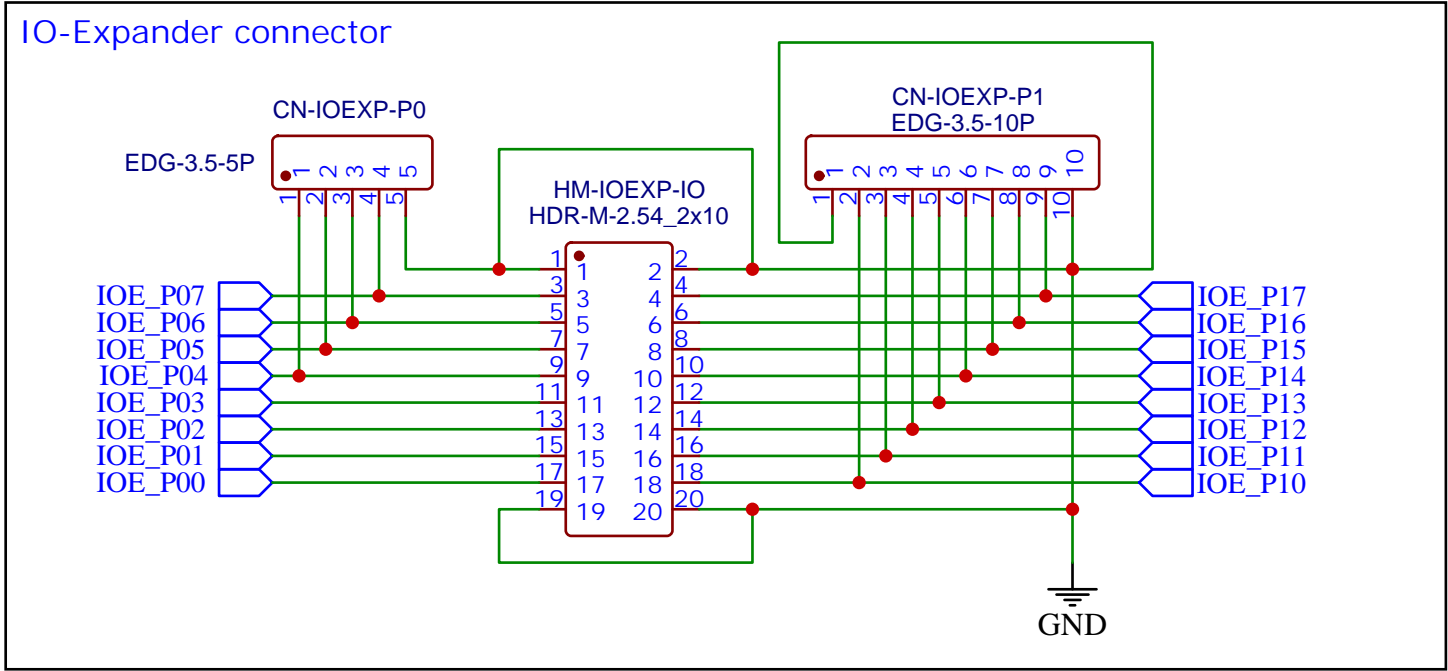 IO-Expander connector
CN-IOEXP-P0
EDG-3.5-5P
1 2 3 4 5
1 2 3 4 5
CN-IOEXP-P1
EDG-3.5-10P
1 2 3 4 5 6 7 8 9 10
1 2 3 4 5 6 7 8 9 10
HM-IOEXP-IO
HDR-M-2.54_2x10
1 1 2 2
IOE_P07 3 3 4 4 IOE_P17
IOE_P06 5 5 6 6 IOE_P16
IOE_P05 7 7 8 8 IOE_P15
IOE_P04 9 9 10 10 IOE_P14
IOE_P03 11 11 12 12 IOE_P13
IOE_P02 13 13 14 14 IOE_P12
IOE_P01 15 15 16 16 IOE_P11
IOE_P00 17 17 18 18 IOE_P10
19 19 20 20
GND